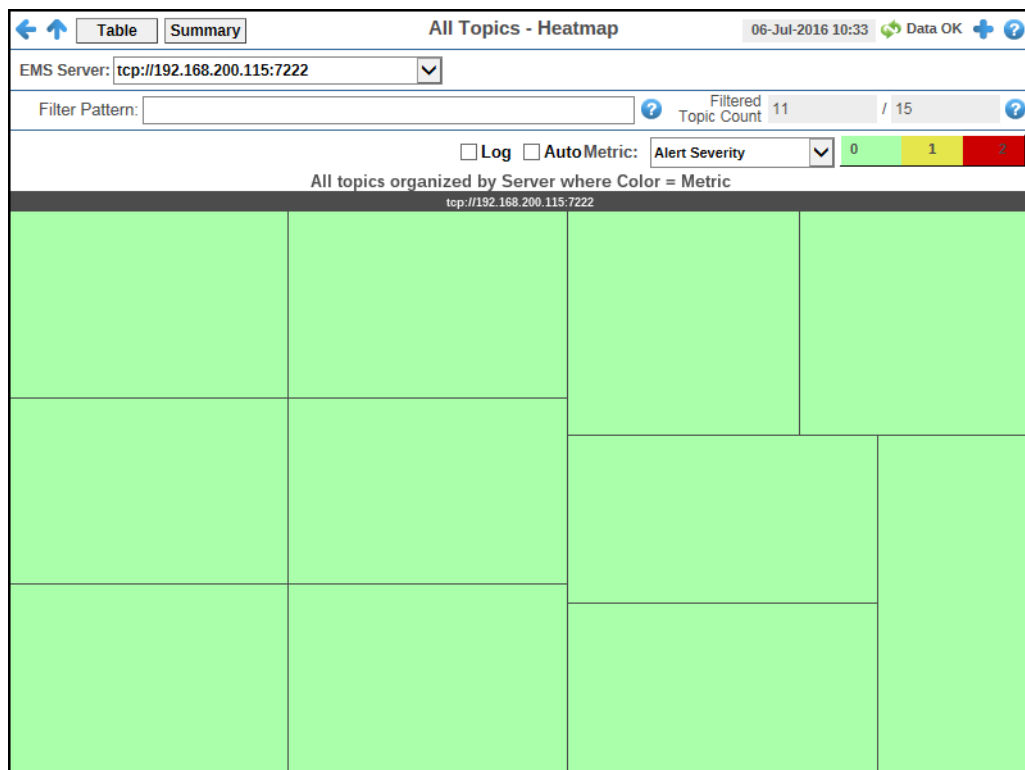 Table Summary All Topics - Heatmap 06-Jul-2016 10:33 Data OK ?
EMS Server: tcp://192.168.200.115:7222
Filter Pattern: ? Filtered Topic Count 11 / 15 ?
Log Auto Metric: Alert Severity 0 1 2
All topics organized by Server where Color = Metric
tcp://192.168.200.115:7222